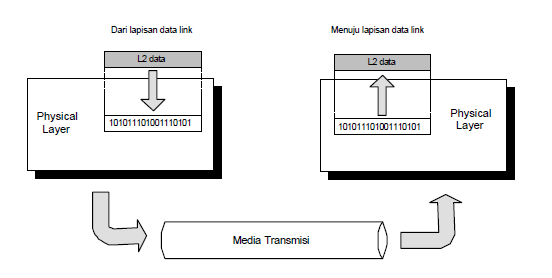 Dari lapisan data link
Menuju lapisan data link
L2 data
L2 data
Physical
Layer
101011101001110101
101011101001110101
Physical
Layer
Media Transmisi